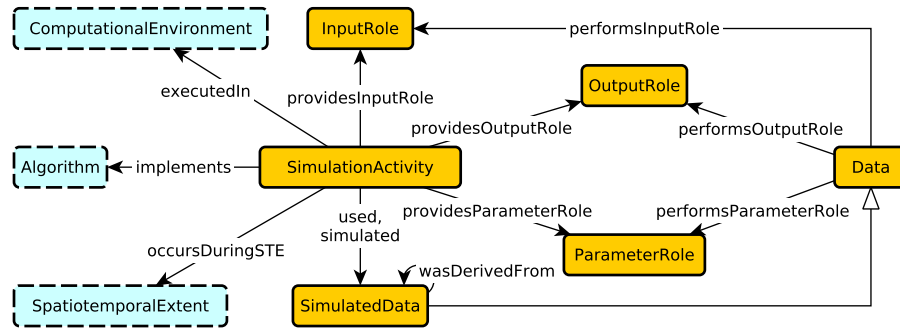 ComputationalEnvironment
InputRole
performsInputRole
executedIn
providesInputRole
OutputRole
providesOutputRole
performsOutputRole
Algorithm
implements
SimulationActivity
Data
used,
simulated
providesParameterRole
performsParameterRole
occursDuringSTE
ParameterRole
wasDerivedFrom
SpatiotemporalExtent
SimulatedData